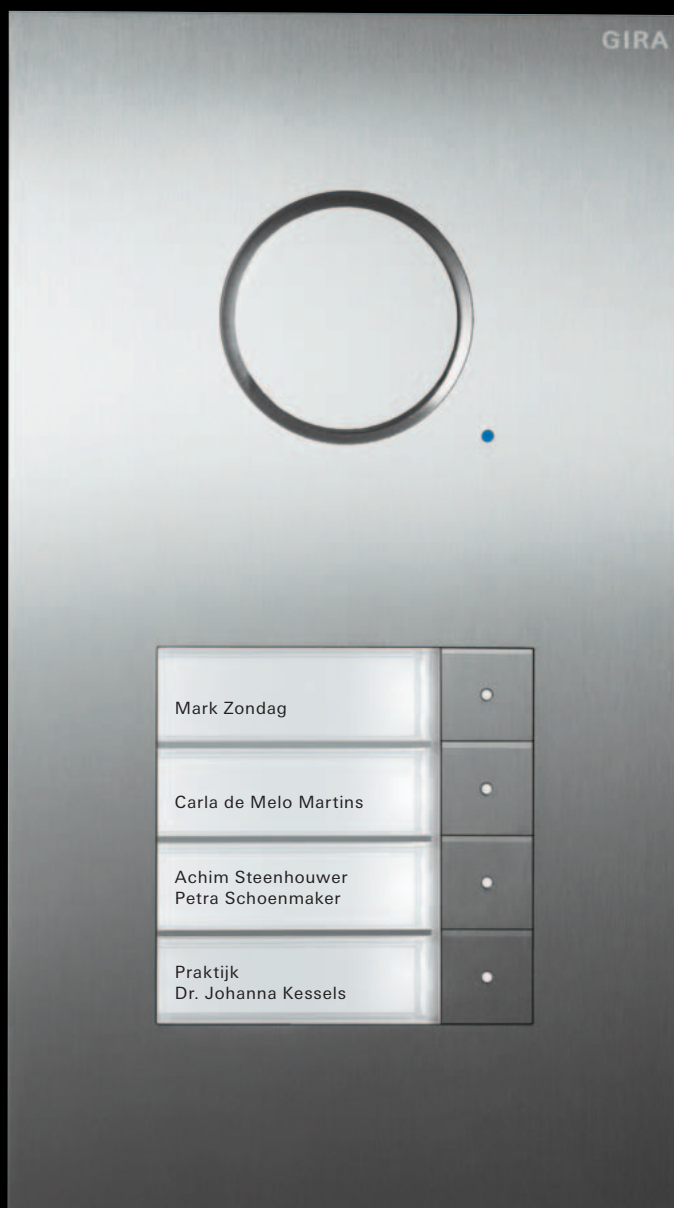 GIRA
Mark Zondag
Carla de Melo Martins
Achim Steenhouwer
Petra Schoenmaker
Praktijk
Dr. Johanna Kessels